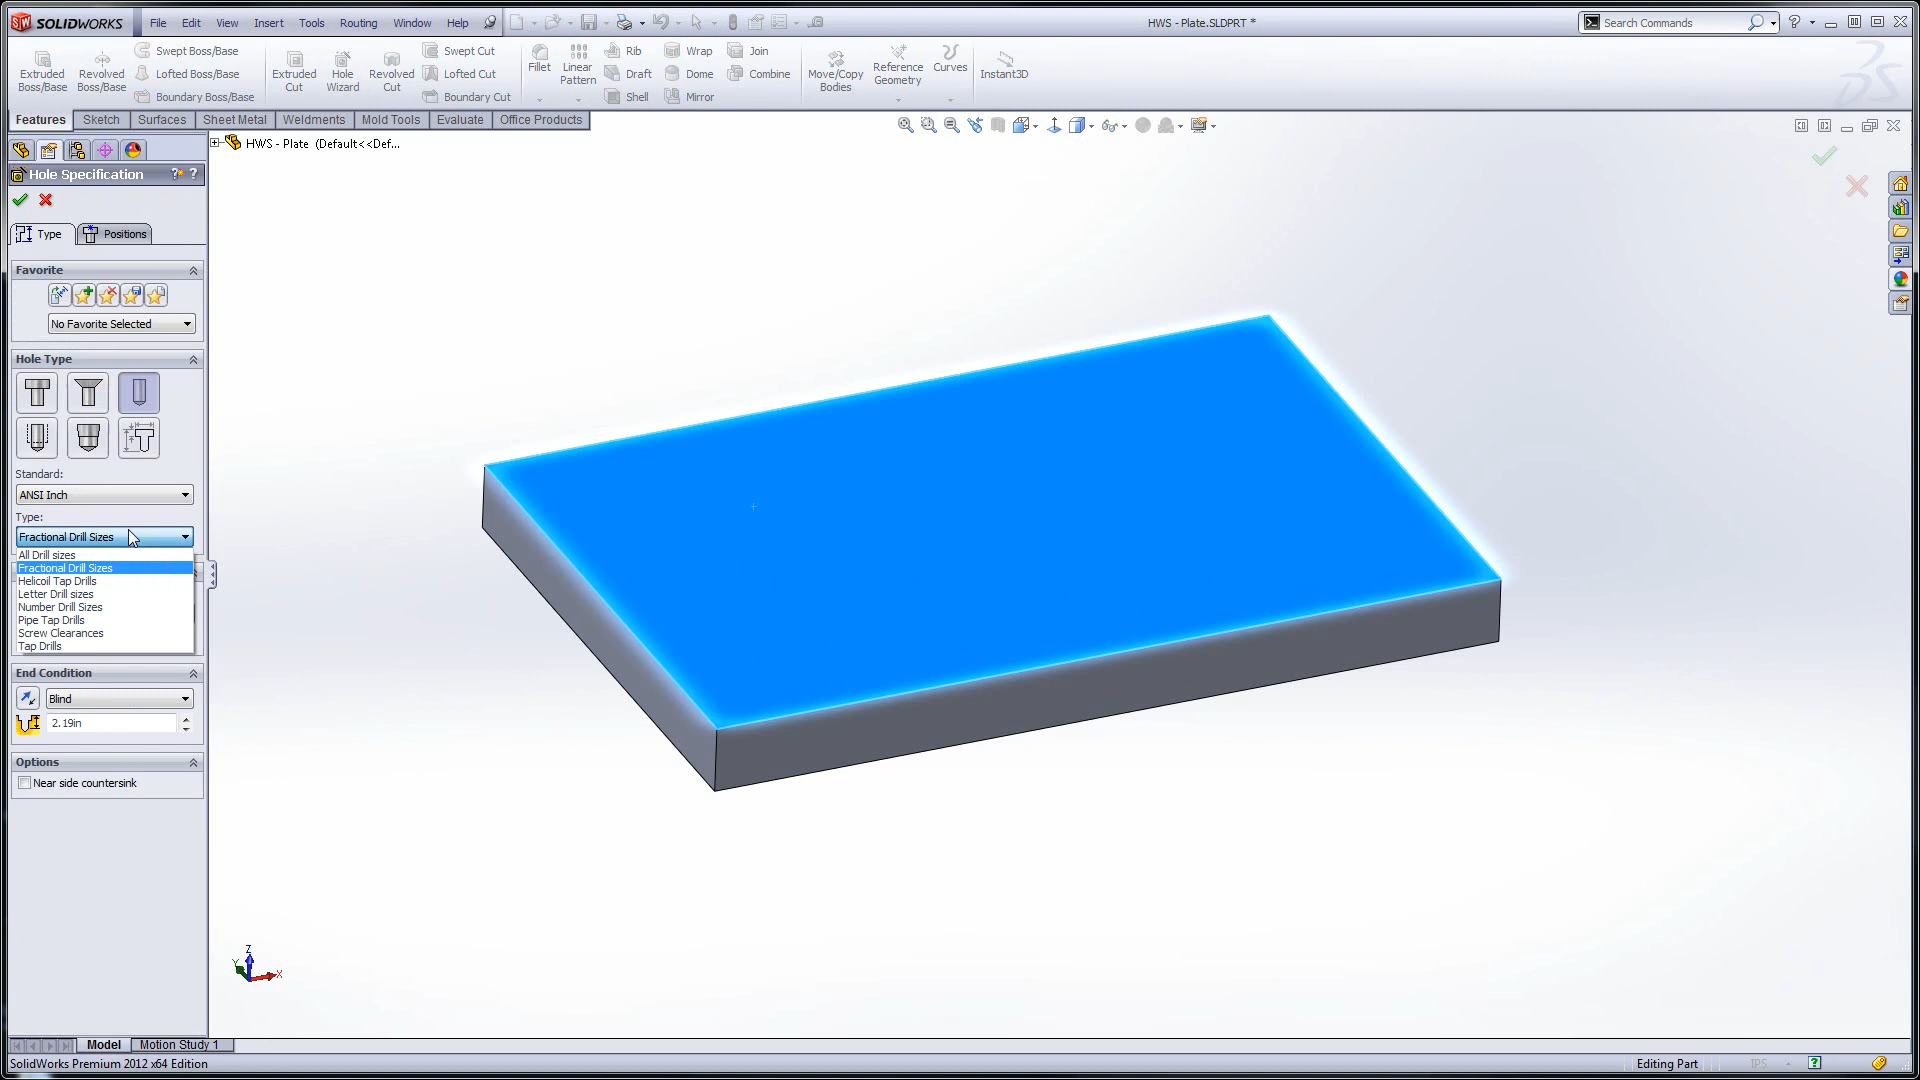 SOLIDWORKS File Edit View Insert Tools Routing Window Help HWS - Plate.SLDPRT * Search Commands
Extruded Boss/Base
Revolved Boss/Base
Swept Boss/Base
Lofted Boss/Base
Boundary Boss/Base
Extruded Cut
Hole Wizard
Revolved Cut
Swept Cut
Lofted Cut
Boundary Cut
Fillet
Linear Pattern
Rib
Draft
Shell
Wrap
Dome
Mirror
Join
Combine
Move/Copy Bodies
Reference Geometry
Curves
Instant3D
Features Sketch Surfaces Sheet Metal Weldments Mold Tools Evaluate Office Products
HWS - Plate (Default<<Def...
Hole Specification
Type Positions
Favorite
No Favorite Selected
Hole Type
Standard:
ANSI Inch
Type:
Fractional Drill Sizes
All Drill sizes
Fractional Drill Sizes
Helicoil Tap Drills
Letter Drill sizes
Number Drill Sizes
Pipe Tap Drills
Screw Clearances
Tap Drills
End Condition
Blind
2.19in
Options
Near side countersink
Z
Y
X
Model Motion Study 1
SolidWorks Premium 2012 x64 Edition Editing Part IPS